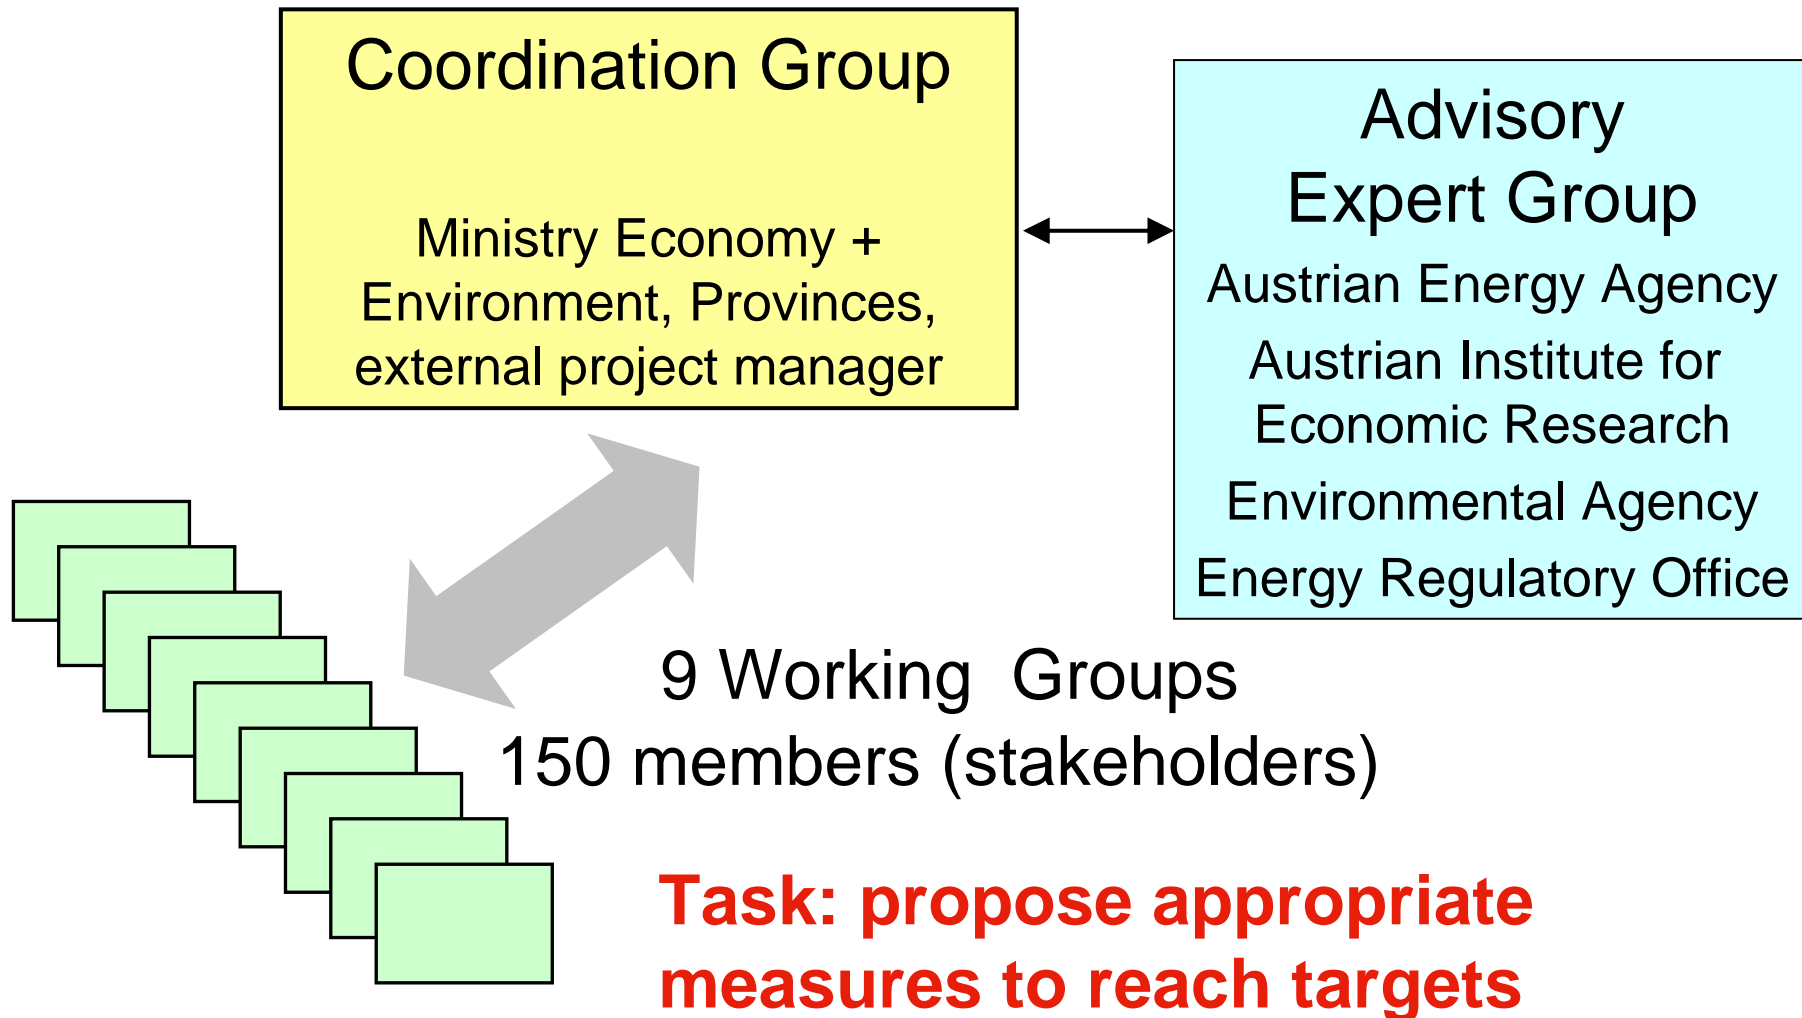 Coordination Group
Ministry Economy +
Environment, Provinces,
external project manager
Advisory
Expert Group
Austrian Energy Agency
Austrian Institute for
Economic Research
Environmental Agency
Energy Regulatory Office
9 Working  Groups
150 members (stakeholders)
Task: propose appropriate
measures to reach targets